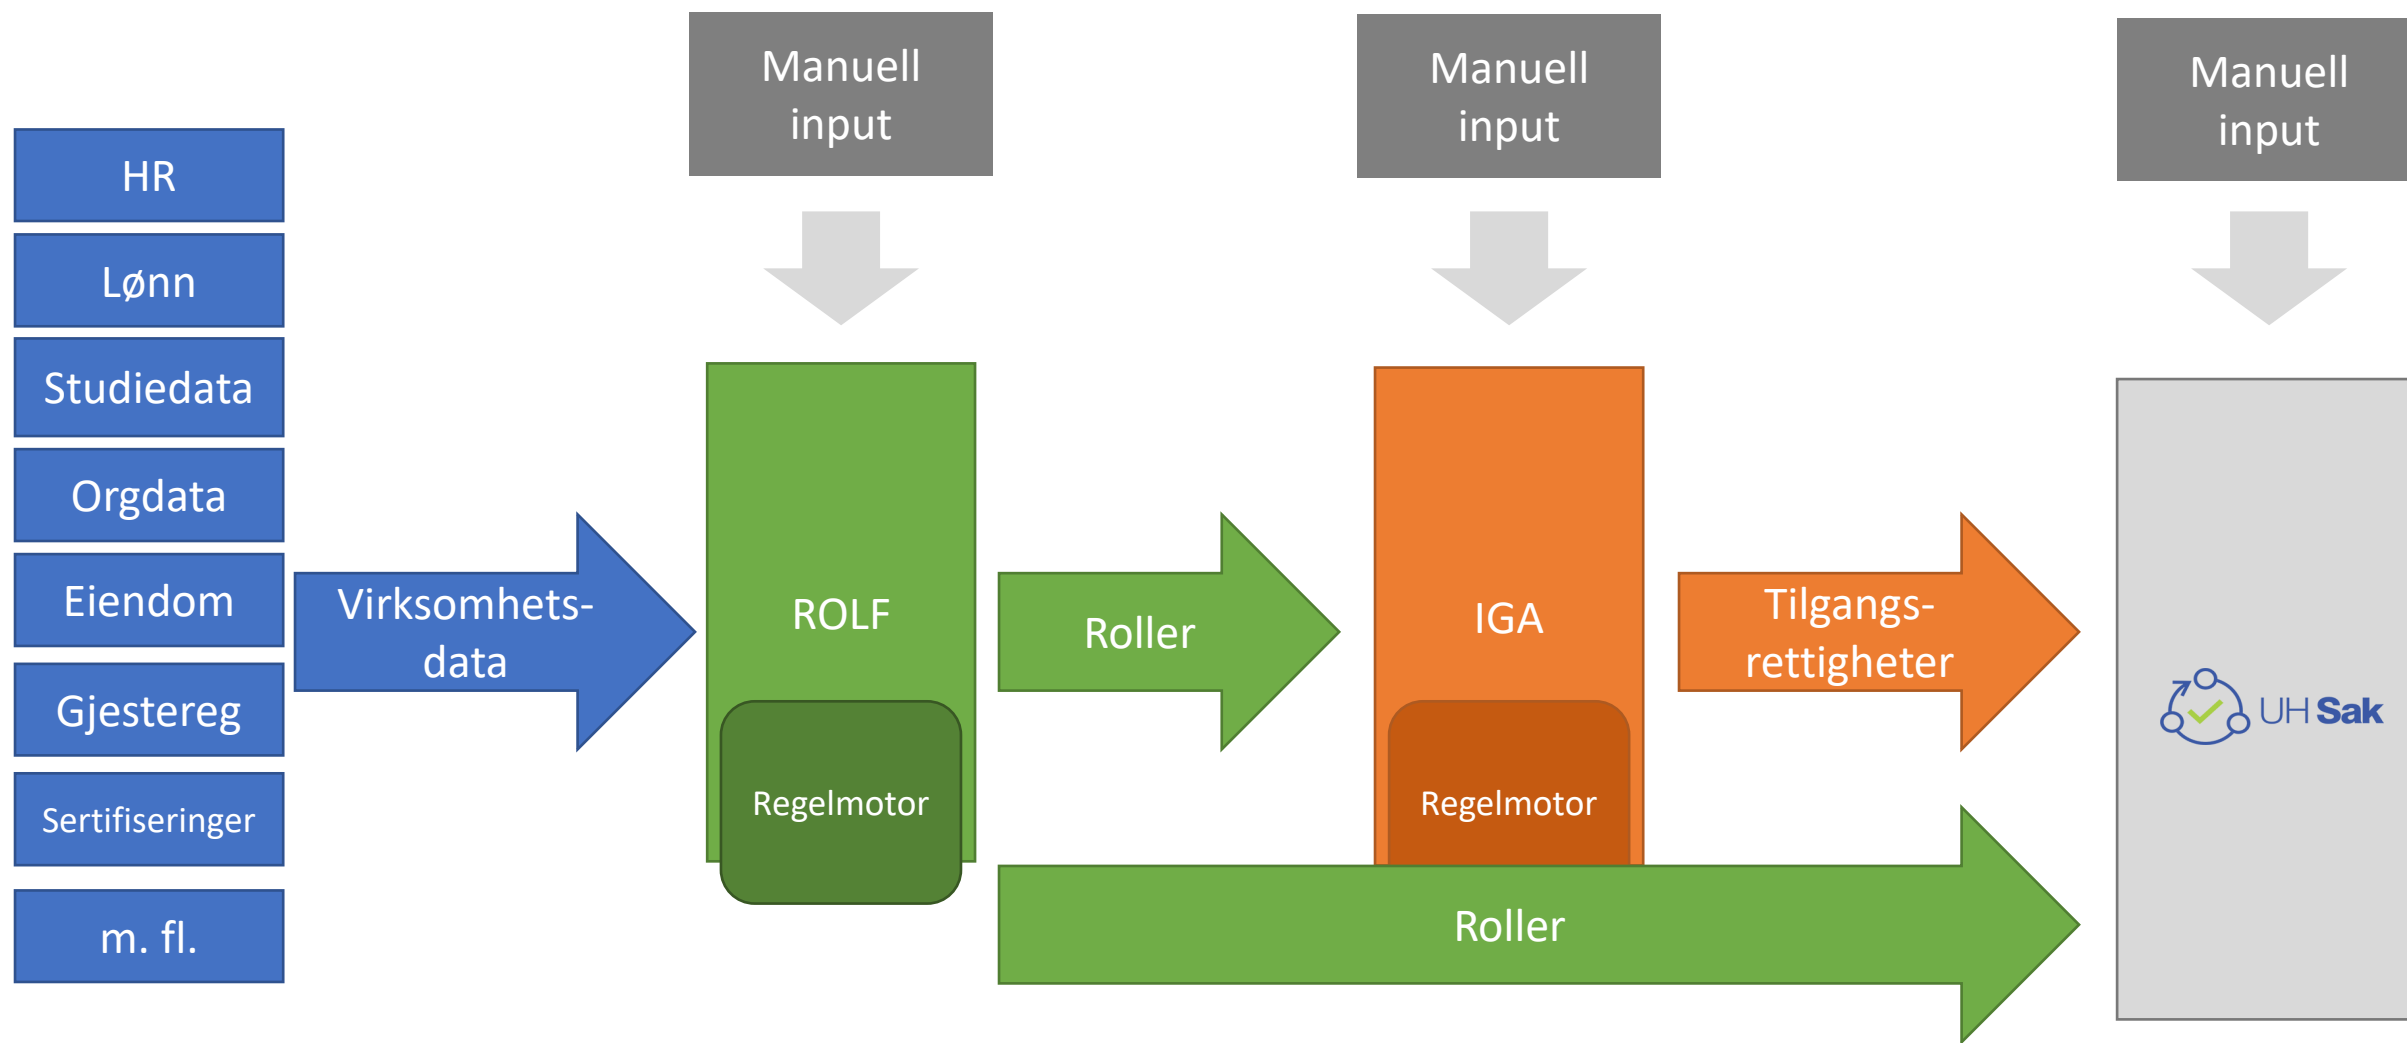 Manuell
input
Manuell
input
Manuell
input
HR
Lønn
Studiedata
Orgdata
Eiendom
Gjestereg
Sertifiseringer
m. fl.
Virksomhets-
data
ROLF
Regelmotor
Roller
IGA
Regelmotor
Tilgangs-
rettigheter
Roller
UH Sak